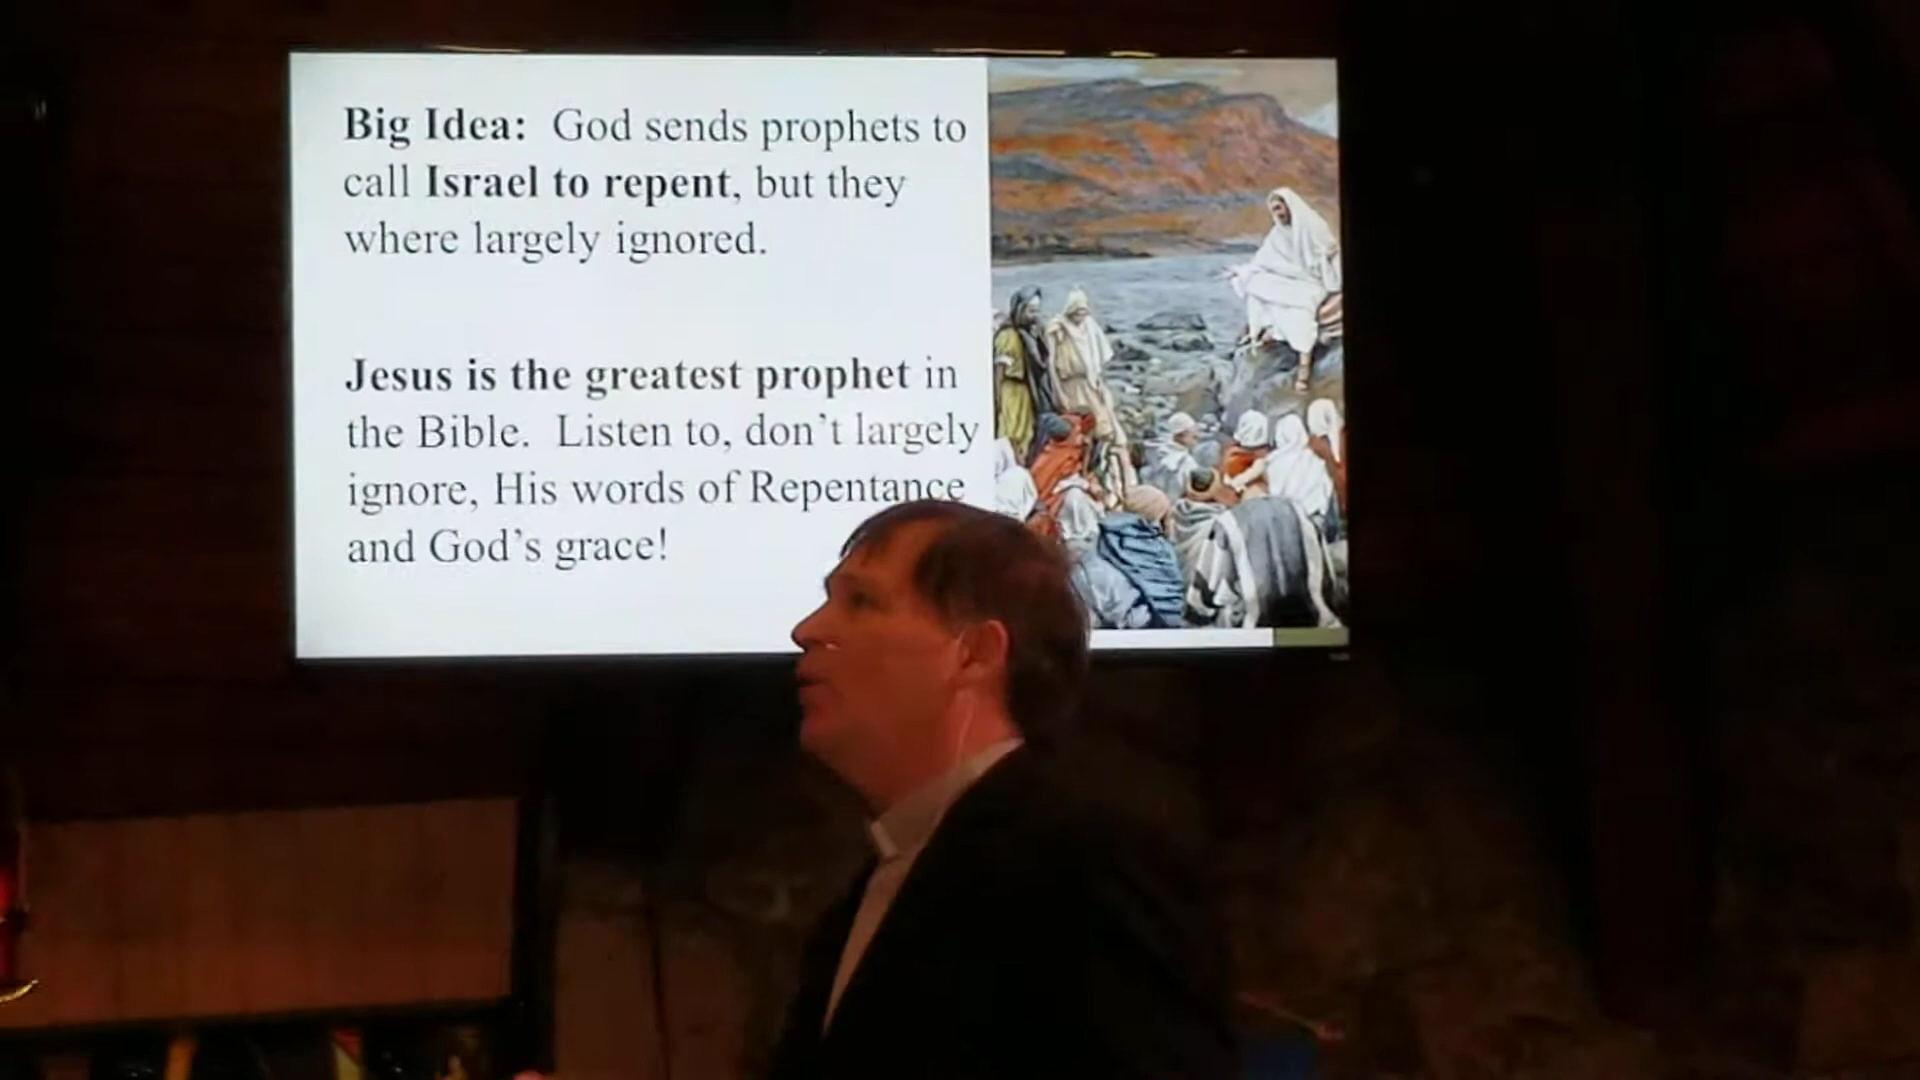 Big Idea: God sends prophets to
call Israel to repent, but they
where largely ignored.
Jesus is the greatest prophet in
the Bible. Listen to, don't largely
ignore, His words of Repentance
and God's grace!